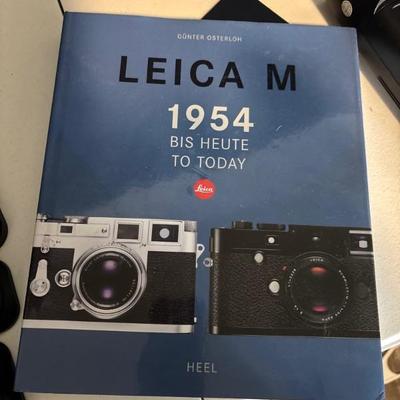 GÜNTER OSTERLOH
LEICA M
1954
BIS HEUTE
TO TODAY
Leica
HEEL